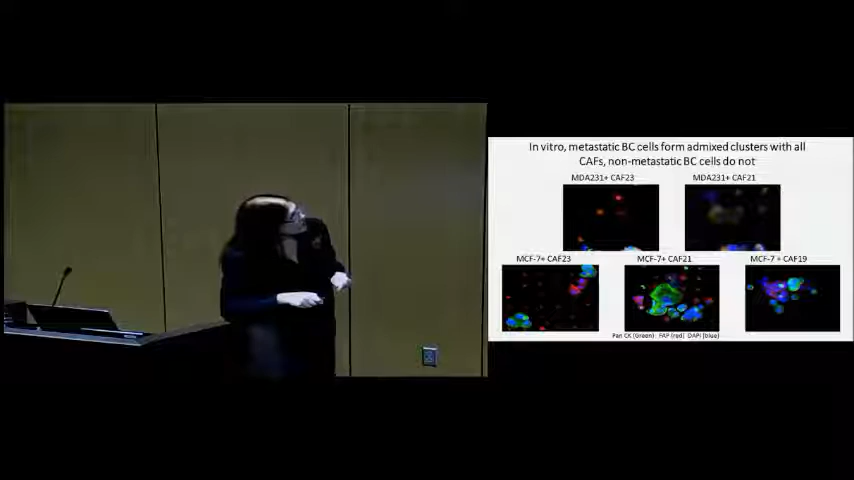 In vitro, metastatic BC cells form admixed clusters with all
CAFs, non-metastatic BC cells do not
MDA231+ CAF23 MDA231+ CAF21
MCF-7+ CAF23 MCF-7+ CAF21 MCF-7 + CAF19
Pan CK (Green) FAP (red) DAPI (blue)